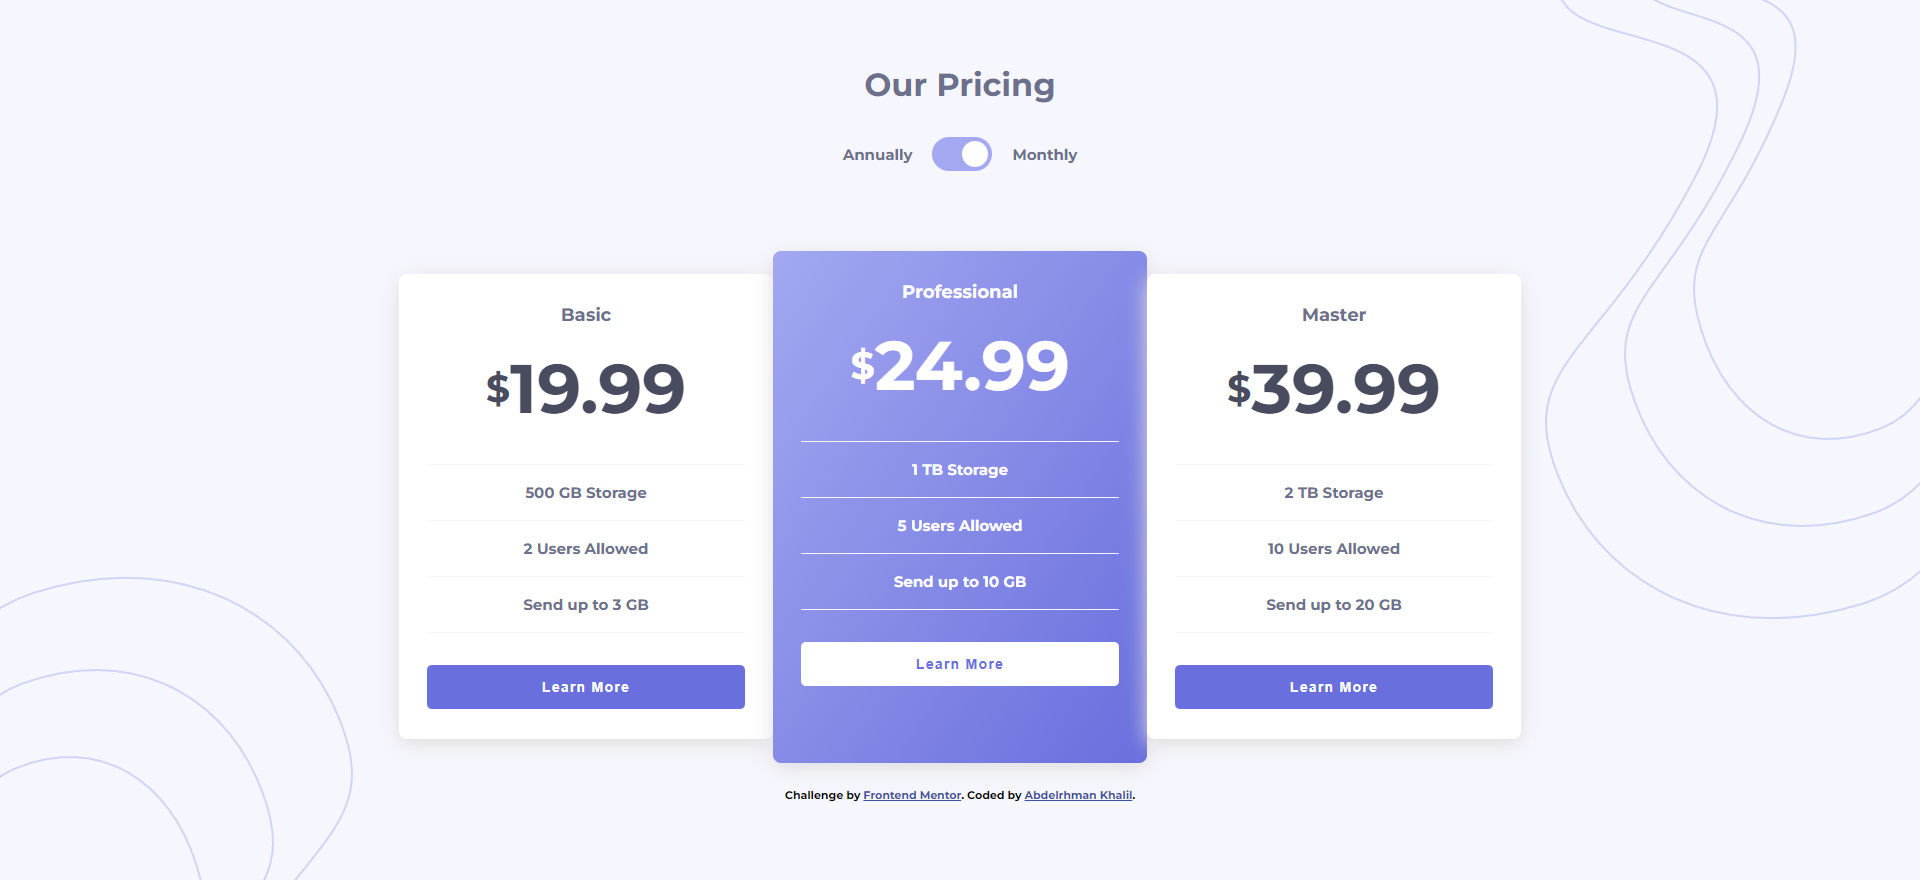 Our Pricing
Annually Monthly
Basic
$19.99
500 GB Storage
2 Users Allowed
Send up to 3 GB
Learn More
Professional
$24.99
1 TB Storage
5 Users Allowed
Send up to 10 GB
Learn More
Master
$39.99
2 TB Storage
10 Users Allowed
Send up to 20 GB
Learn More
Challenge by Frontend Mentor. Coded by Abdelrhman Khalil.